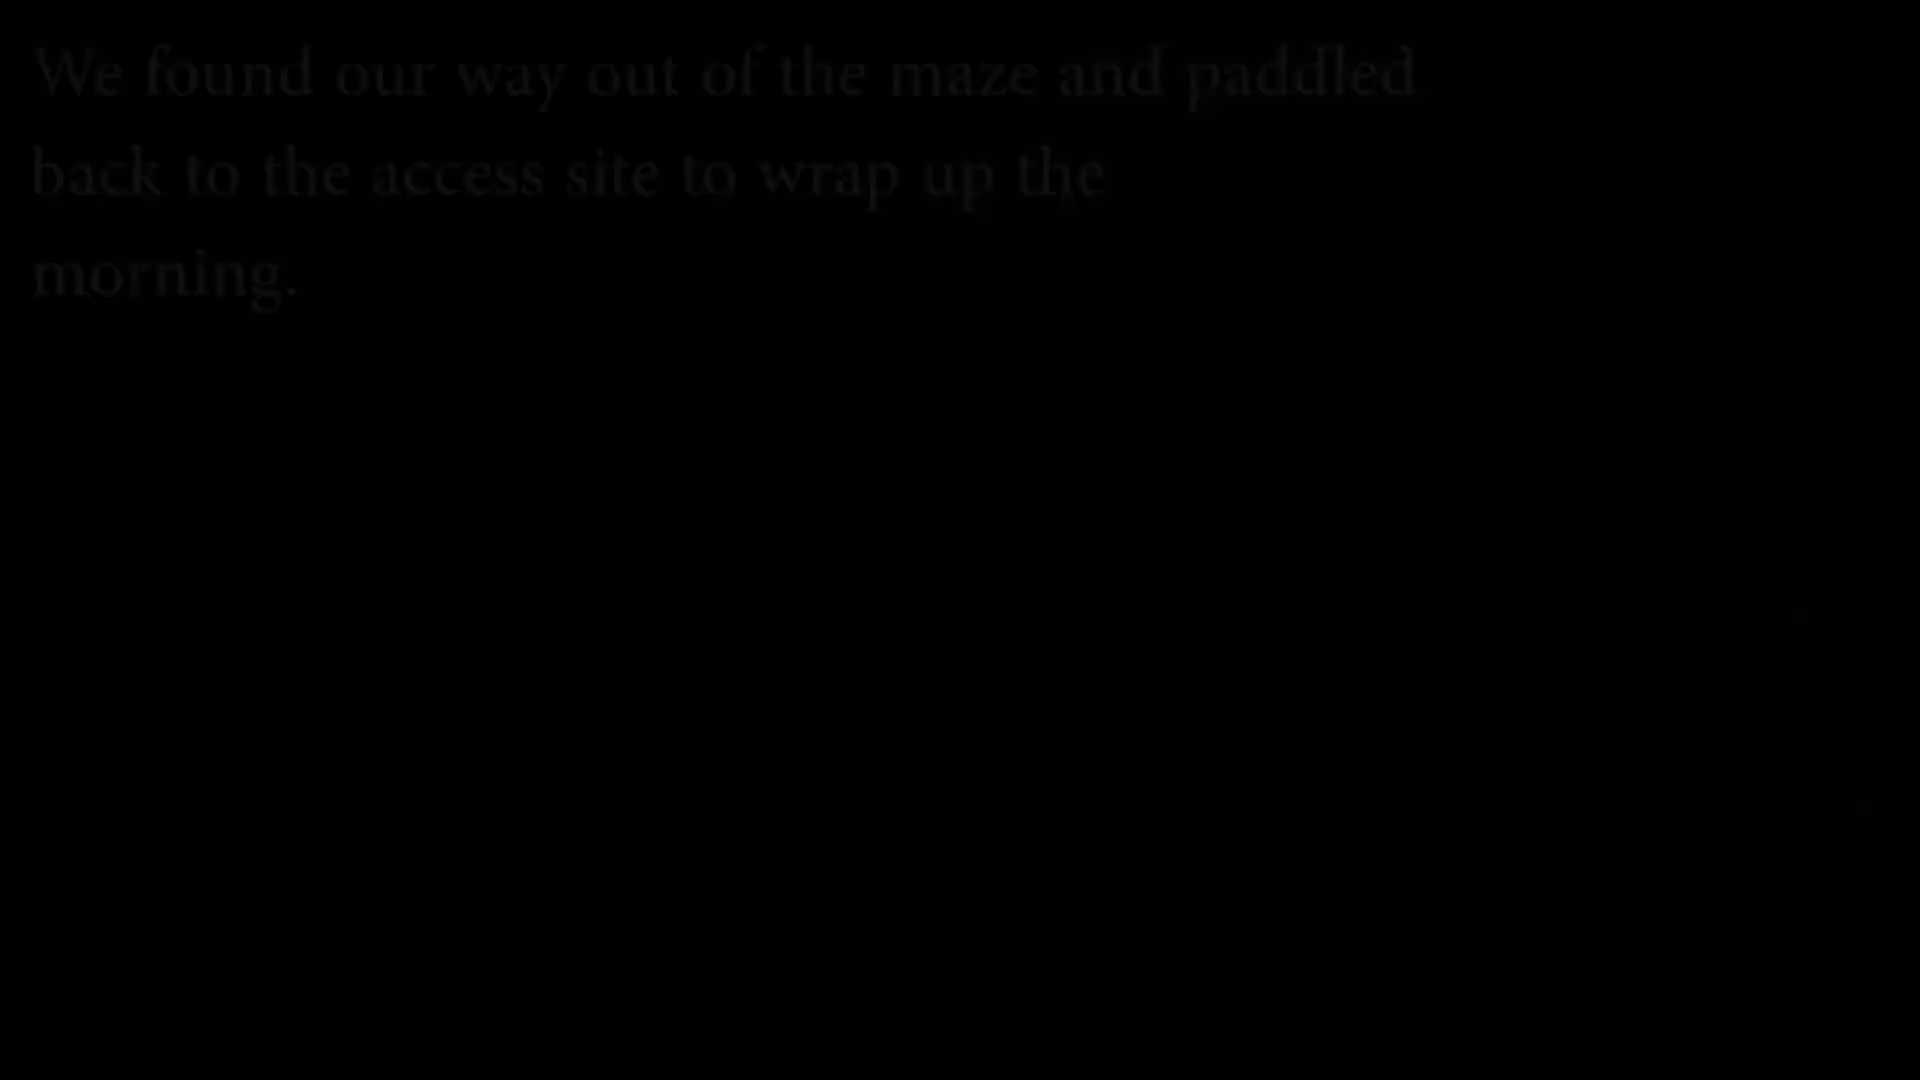 We found our way out of the maze and paddled
back to the access site to wrap up the
morning.